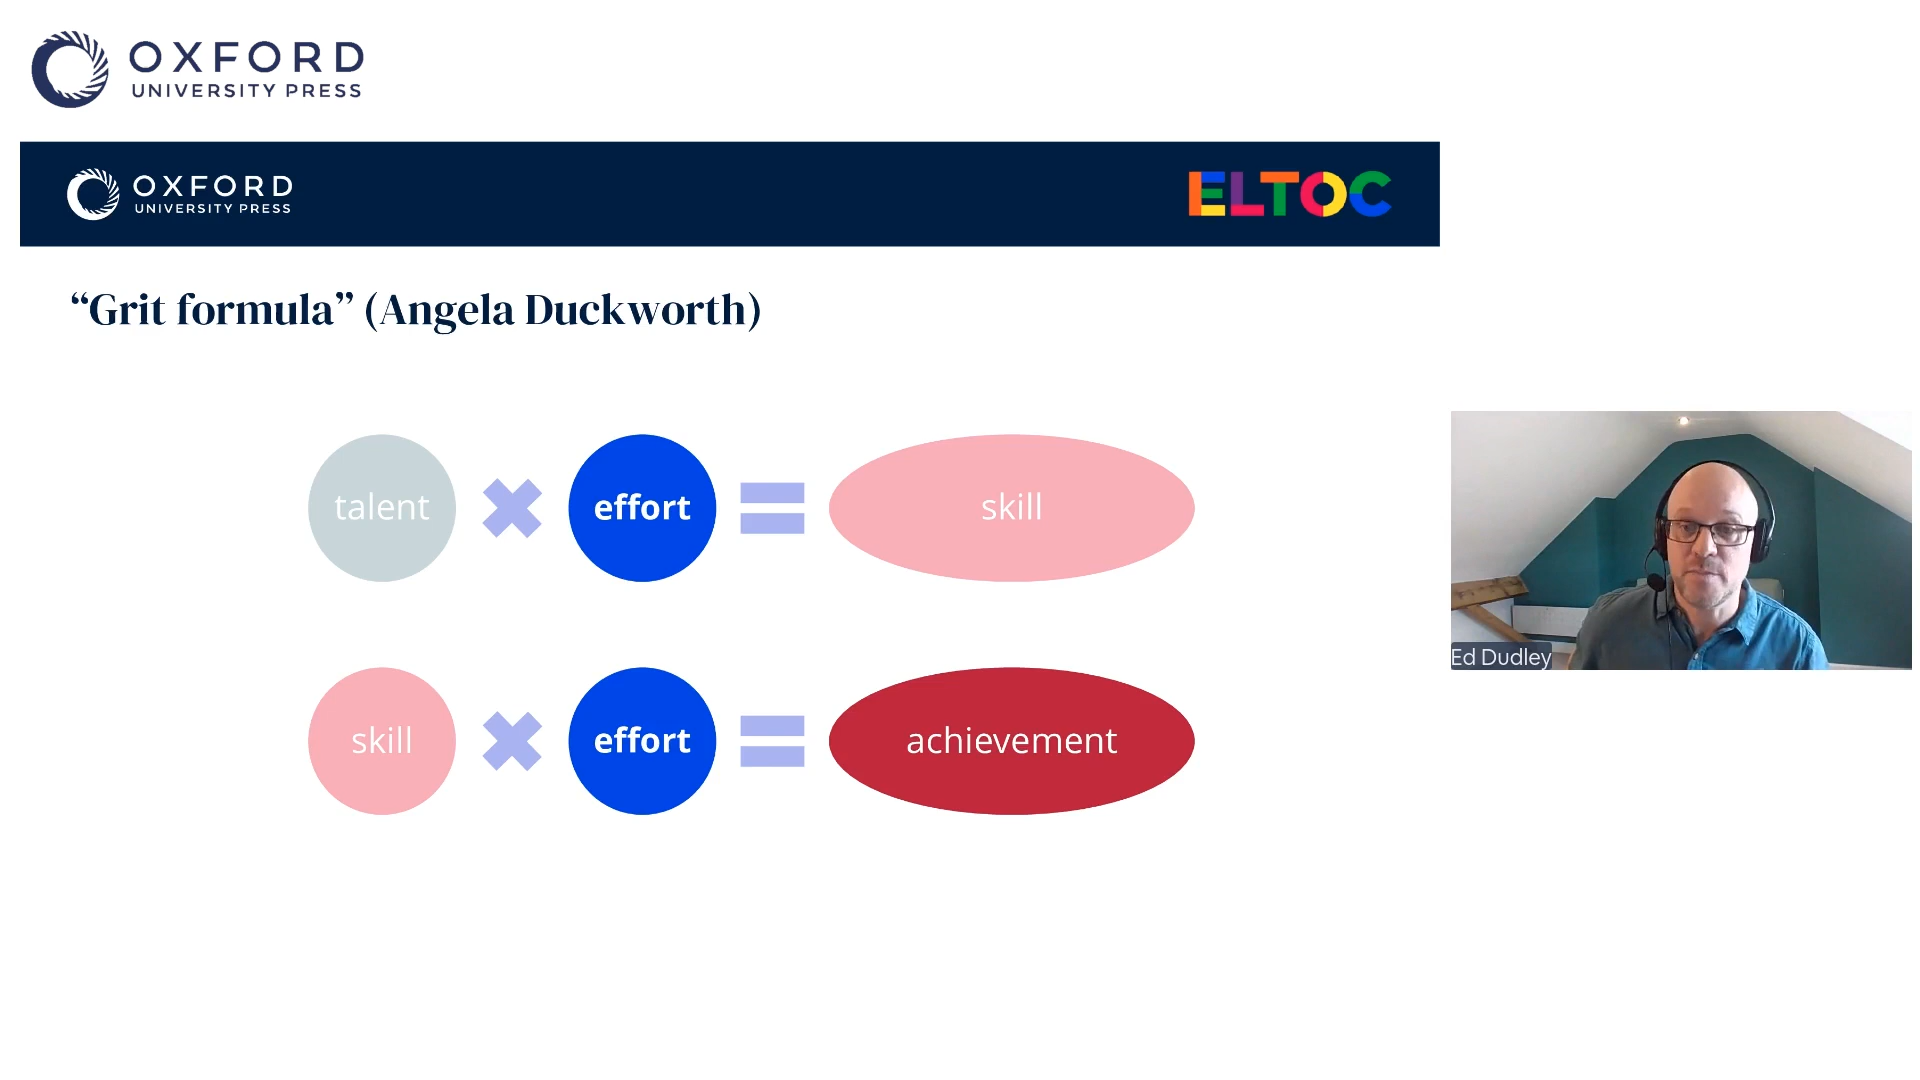 OXFORD
UNIVERSITY PRESS
OXFORD
UNIVERSITY PRESS
ELTOC
“Grit formula” (Angela Duckworth)
talent
effort
skill
skill
effort
achievement
Ed Dudley